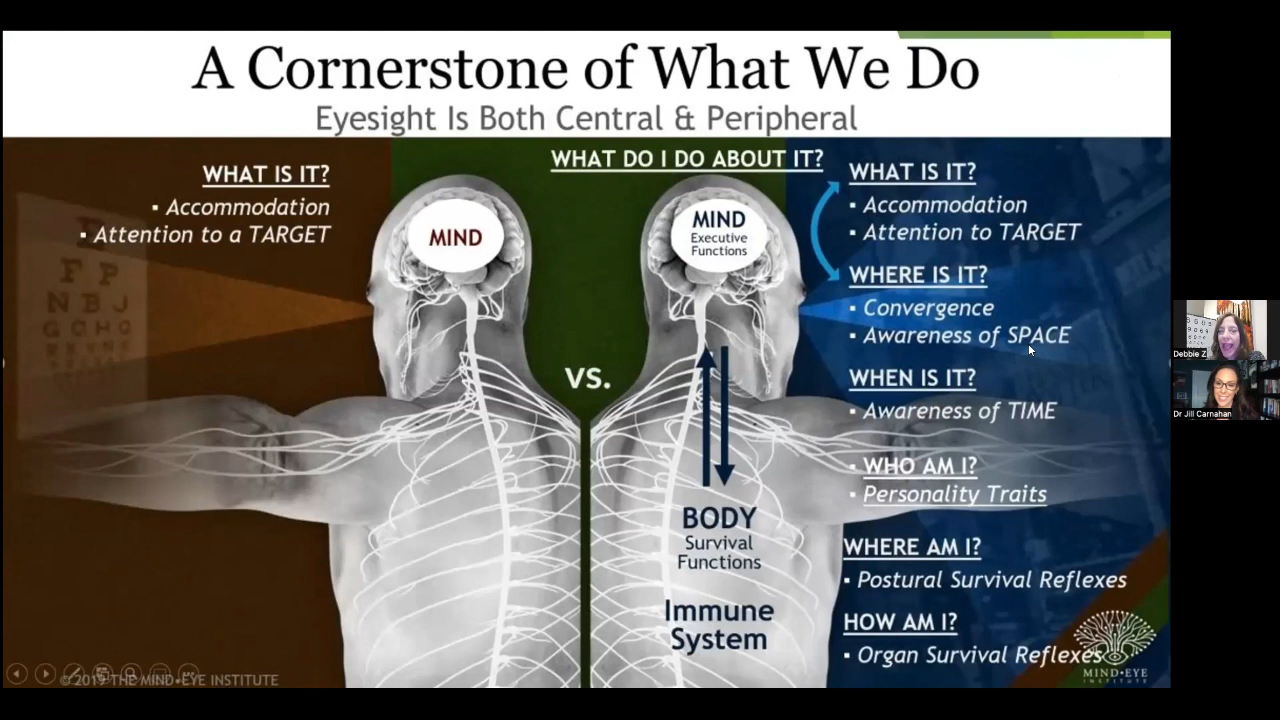 A Cornerstone of What We Do
Eyesight Is Both Central & Peripheral
WHAT IS IT?
▪ Accommodation
▪ Attention to a TARGET
F P
N B J
G C H Q
MIND
WHAT DO I DO ABOUT IT?
VS.
MIND
Executive
Functions
BODY
Survival
Functions
Immune
System
WHAT IS IT?
▪ Accommodation
▪ Attention to TARGET
WHERE IS IT?
▪ Convergence
▪ Awareness of SPACE
WHEN IS IT?
▪ Awareness of TIME
▪ WHO AM I?
▪ Personality Traits
WHERE AM I?
▪ Postural Survival Reflexes
HOW AM I?
▪ Organ Survival Reflexes
MIND•EYE
INSTITUTE
THE MIND•EYE INSTITUTE
Debbie Z
Dr Jill Carnahan